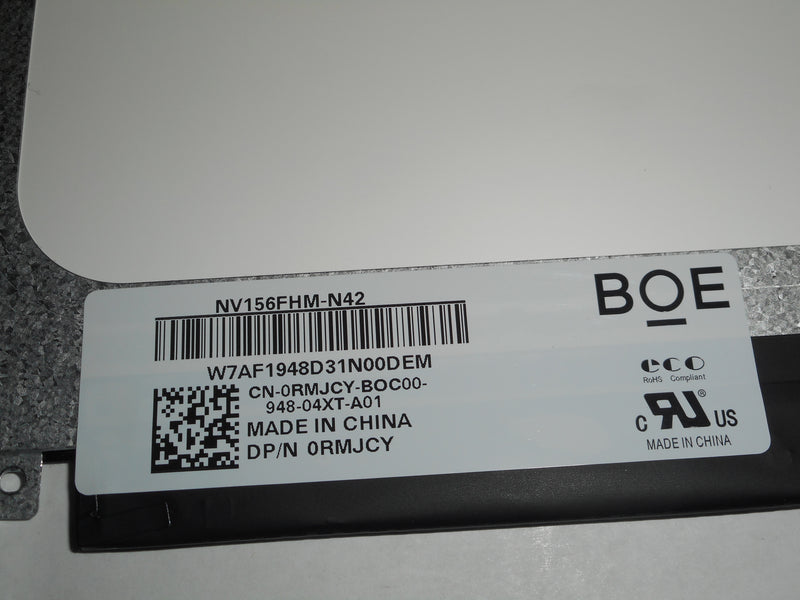 NV156FHM-N42
BOE
W7AF1948D31N00DEM
CN-0RMJCY-BOC00-
948-04XT-A01
MADE IN CHINA
DP/N 0RMJCY
eco
RoHS Compliant
c RU US
MADE IN CHINA